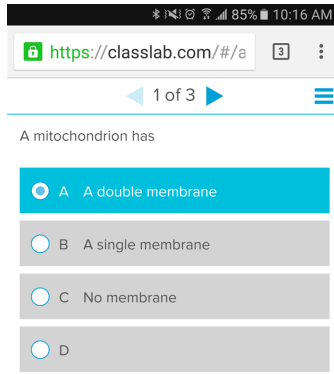 85% 10:16 AM
https://classlab.com/#/a 3
1 of 3
A mitochondrion has
A A double membrane
B A single membrane
C No membrane
D